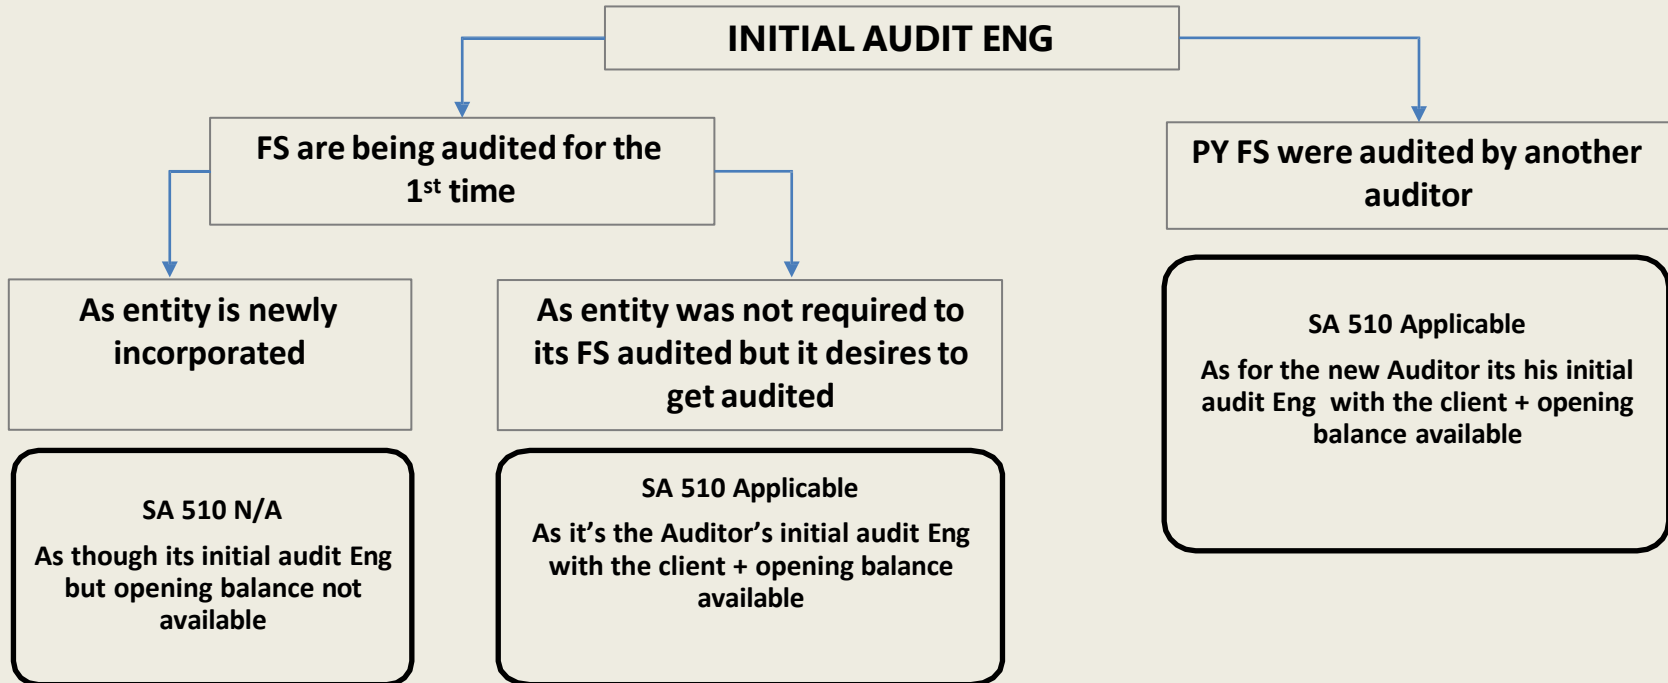 INITIAL AUDIT ENG
FS are being audited for the
1st time
PY FS were audited by another
auditor
As entity is newly
incorporated
As entity was not required to
its FS audited but it desires to
get audited
SA 510 Applicable
As for the new Auditor its his initial
audit Eng with the client + opening
balance available
SA 510 N/A
As though its initial audit Eng
but opening balance not
available
SA 510 Applicable
As it’s the Auditor’s initial audit Eng
with the client + opening balance
available